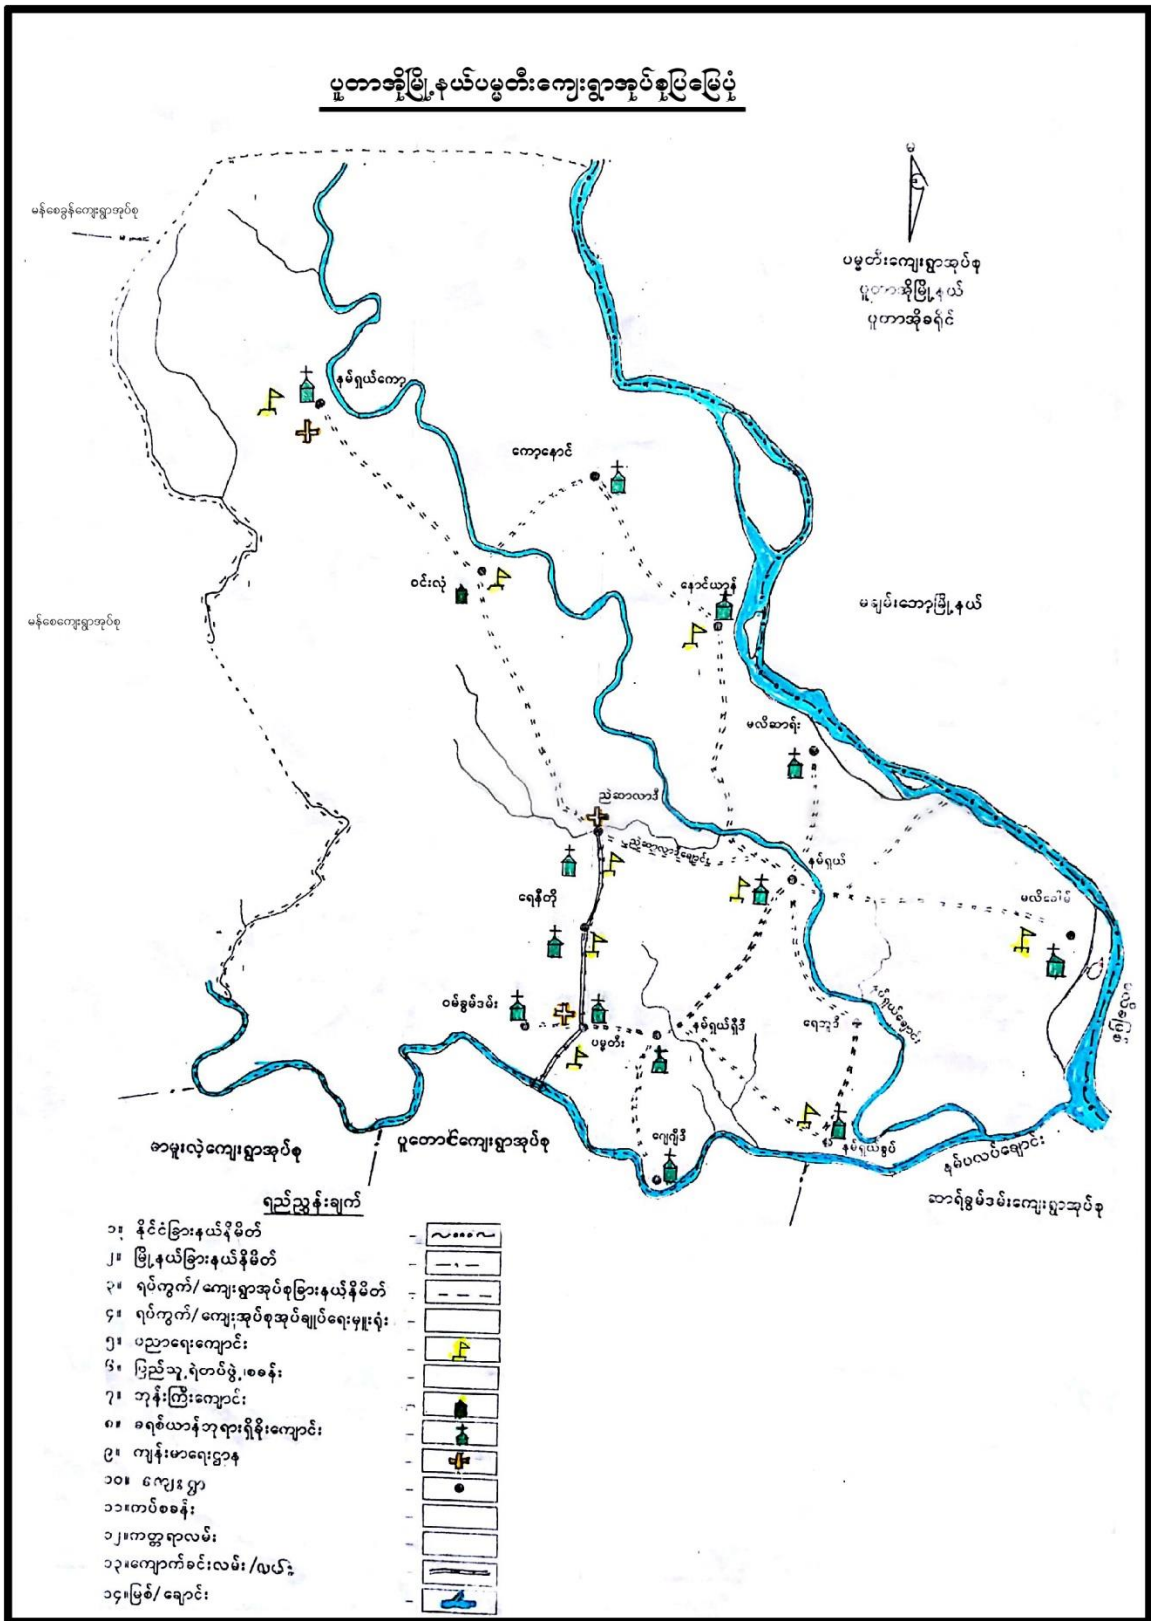 ပူတာအိုမြို့နယ်ပမ္မတီးကျေးရွာအုပ်စုပြမြေပုံ
မ
မန်စေခွန်ကျေးရွာအုပ်စု
ပမ္မတီးကျေးရွာအုပ်စု
ပူတာအိုမြို့နယ်
ပူတာအိုခရိုင်
နမ့်ရှယ်ကော့
ကော့နောင်
ဝင်းလုံ
နောင်ယာန်
မချမ်းဘော့မြို့နယ်
မန်စေကျေးရွာအုပ်စု
မလိဆာရ်း
ညဲဆာလာဒီ
ညဲဆာလာဒီချောင်း
နမ်ရှယ်
ရေနီတို
မလိခေါမ်
ဝမ်ခွမ်ဒမ်း
ပမ္မတီး
နမ်ရှယ်ရှီဒီ
ရေဘုဒီ
နမ်ရှယ်ချောင်း
မလိမြစ်
ဓာမူးလဲ့ကျေးရွာအုပ်စု
ပူတောင်ကျေးရွာအုပ်စု
ဂျေဂျီဒီ
နမ်ရှယ်စွပ်
နမ်ပလပ်ချောင်း
ဆာရ်ခွမ်ဒမ်းကျေးရွာအုပ်စု
ရည်ညွှန်းချက်
၁။ နိုင်ငံခြားနယ်နိမိတ် -
၂။ မြို့နယ်ခြားနယ်နိမိတ် -
၃။ ရပ်ကွက်/ကျေးရွာအုပ်စုခြားနယ်နိမိတ် -
၄။ ရပ်ကွက်/ကျေးအုပ်စုအုပ်ချုပ်ရေးမှူးရုံး -
၅။ ပညာရေးကျောင်း -
၆။ ပြည်သူ့ရဲတပ်ဖွဲ့စခန်း -
၇။ ဘုန်းကြီးကျောင်း -
၈။ ခရစ်ယာန်ဘုရားရှိခိုးကျောင်း -
၉။ ကျန်းမာရေးဌာန -
၁၀။ ကျေးရွာ -
၁၁။ကပ်စခန်း -
၁၂။ကတ္တရာလမ်း -
၁၃။ကျောက်ခင်းလမ်း/လယ်း -
၁၄။မြစ်/ချောင်း -